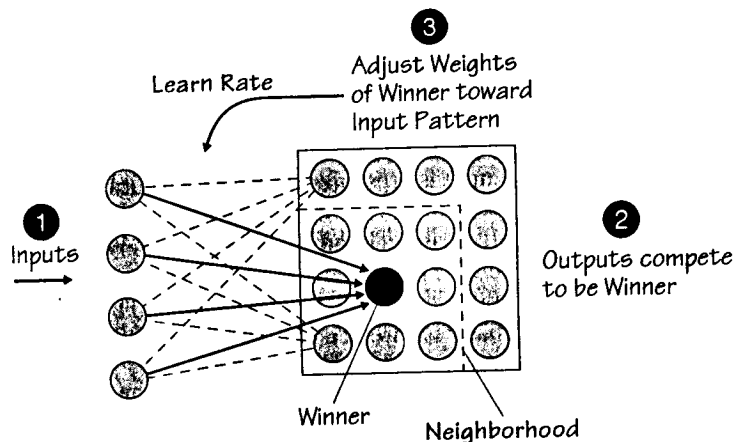 3
Adjust Weights
of Winner toward
Input Pattern
Learn Rate
1
Inputs
2
Outputs compete
to be Winner
Winner
Neighborhood